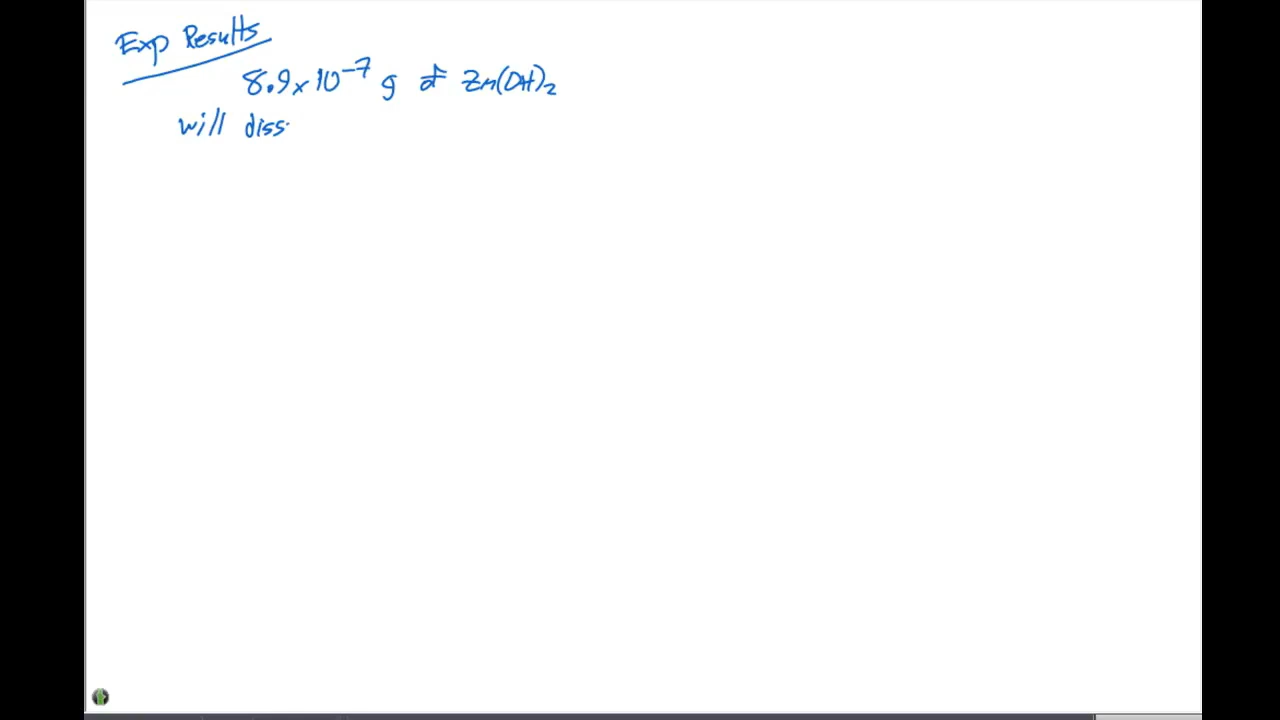 Exp Results
8.9 x 10⁻⁷ g of Zn(OH)₂
will diss